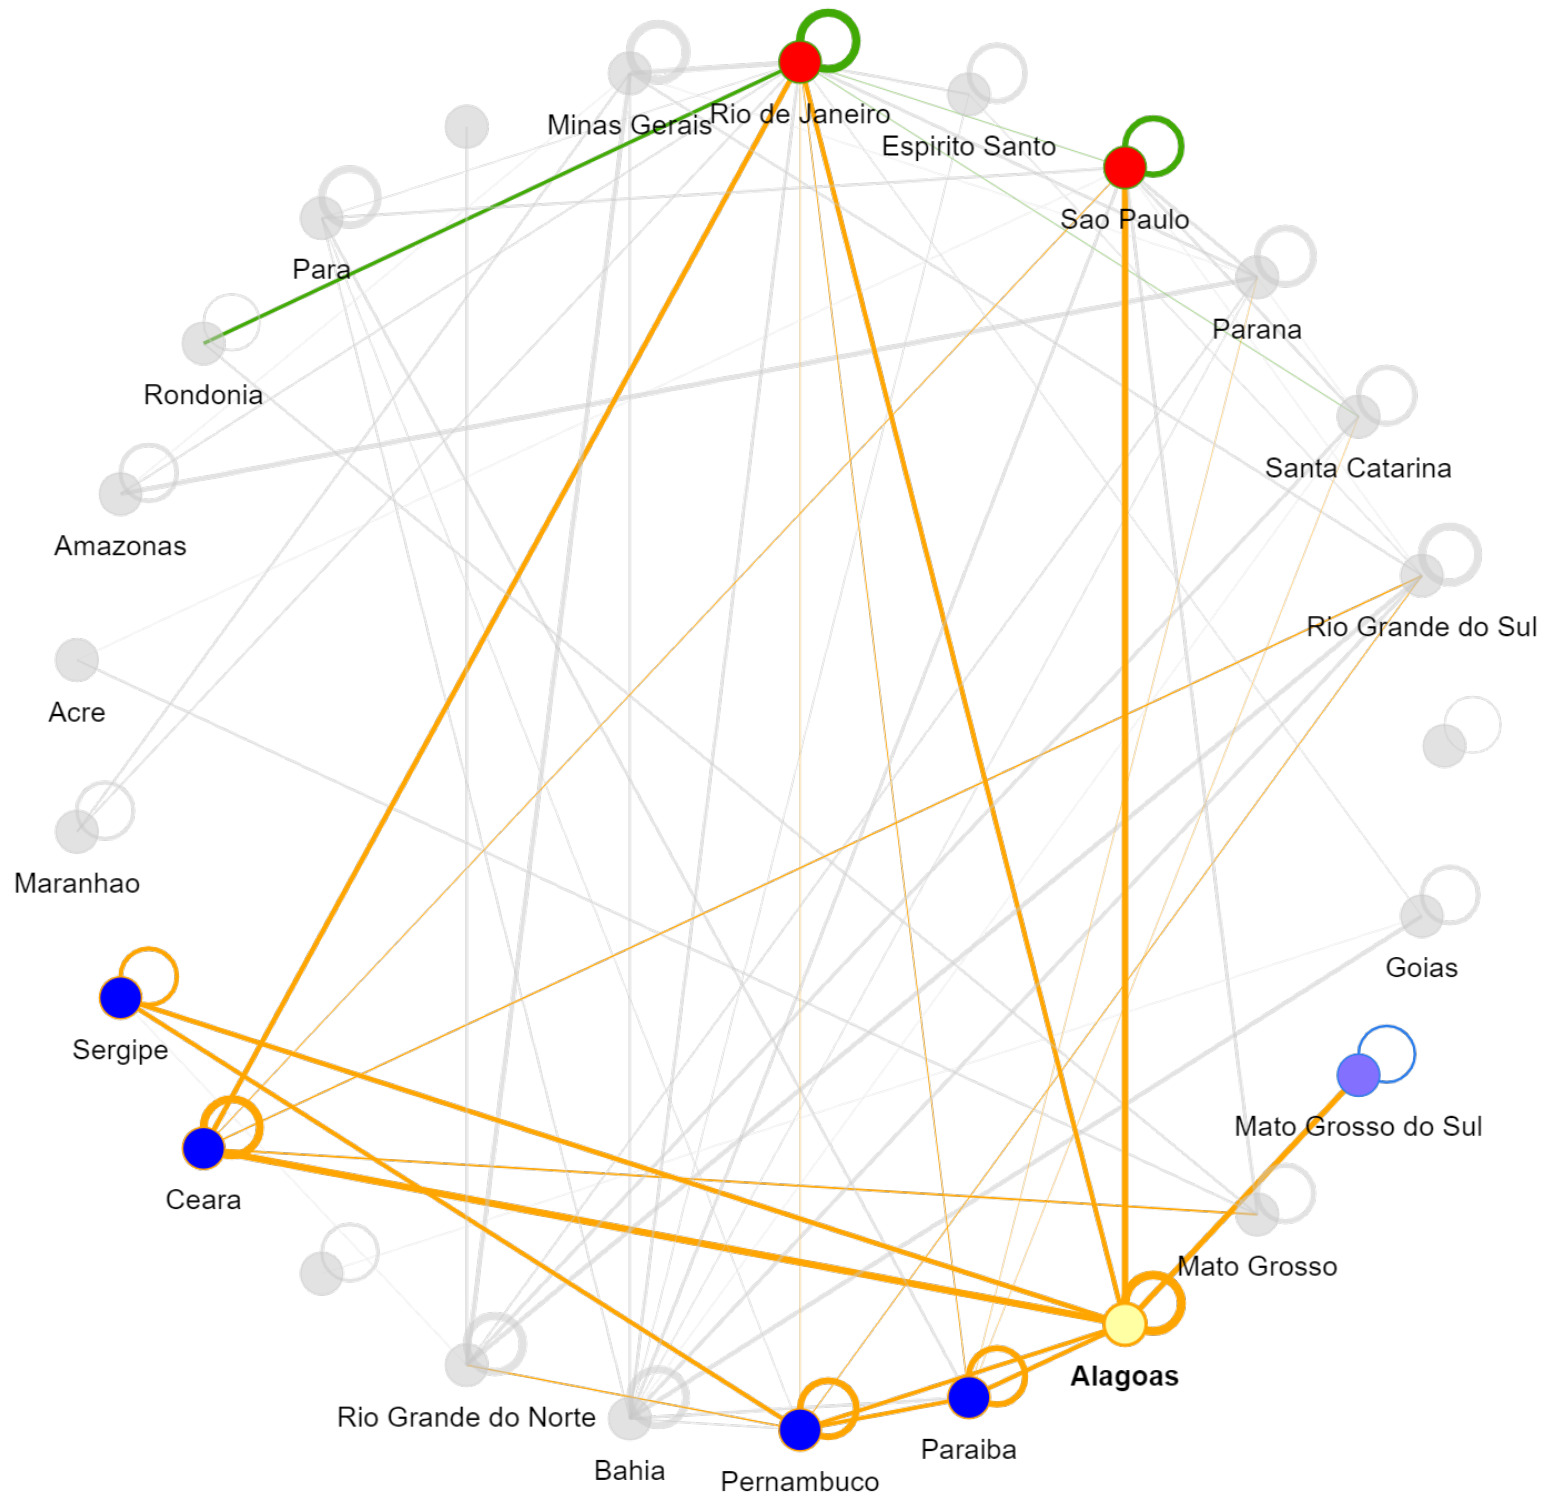 Rio de Janeiro
Minas Gerais
Espirito Santo
Sao Paulo
Para
Parana
Rondonia
Santa Catarina
Amazonas
Rio Grande do Sul
Acre
Maranhao
Goias
Sergipe
Mato Grosso do Sul
Ceara
Mato Grosso
Alagoas
Rio Grande do Norte
Paraiba
Bahia
Pernambuco